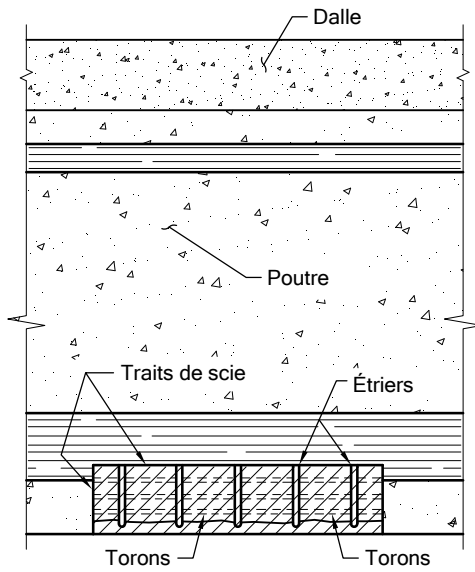 Dalle
Poutre
Traits de scie
Étriers
Torons
Torons